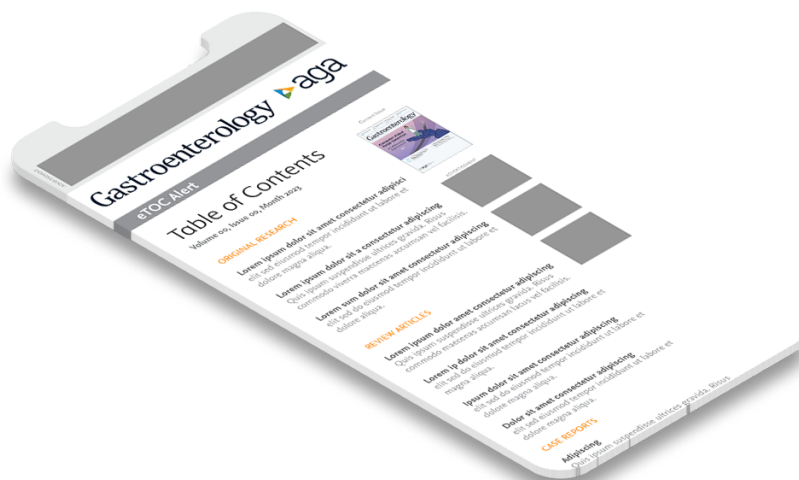 ADVERTISEMENT
Gastroenterology aga
eTOC Alert
Table of Contents
Volume 00, Issue 00, Month 2023
Current Issue
Gastroenterology
ADVERTISEMENT
ORIGINAL RESEARCH
Lorem ipsum dolor sit amet consectetur adipisci
elit sed do eiusmod tempor incididunt ut labore et
dolore magna aliqua.
Lorem ipsum dolor sit a consectetur adipiscing
Quis ipsum suspendisse ultrices gravida. Risus
commodo viverra maecenas accumsan vel facilisis.
Lorem sum dolor sit amet consectetur adipiscing
elit sed do eiusmod tempor incididunt ut labore et
dolore aliqua.
REVIEW ARTICLES
Lorem ipsum dolor amet consectetur adipiscing
Quis ipsum suspendisse ultrices gravida. Risus
commodo maecenas accumsan lacus vel facilisis.
Lorem ip dolor sit amet consectetur adipiscing
elit sed do eiusmod tempor incididunt ut labore et
magna aliqua.
Ipsum dolor sit amet consectetur adipiscing
elit sed do eiusmod tempor incididunt ut labore et
dolore magna aliqua.
Dolor sit amet consectetur adipiscing
elit sed do eiusmod tempor incididunt ut labore et
dolore magna aliqua.
CASE REPORTS
Adipiscing
Quis ipsum suspendisse ultrices gravida. Risus